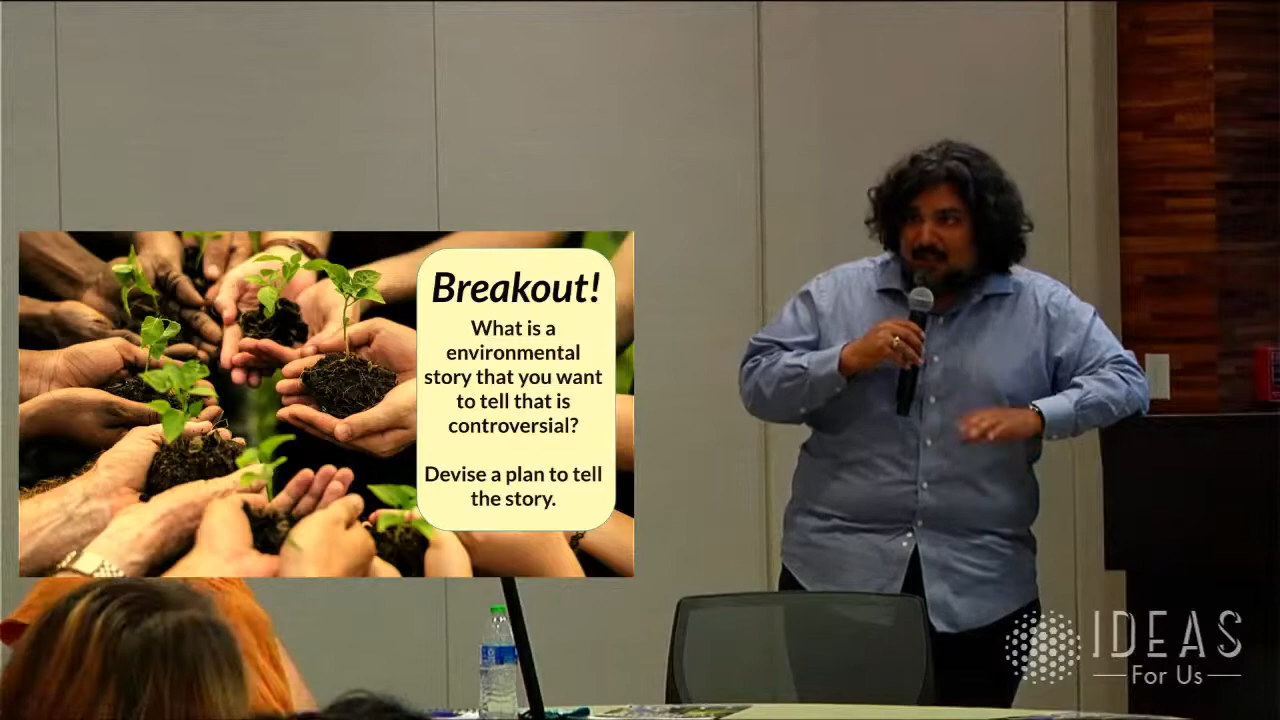 Breakout!
What is a
environmental
story that you want
to tell that is
controversial?
Devise a plan to tell
the story.
IDEAS
For Us